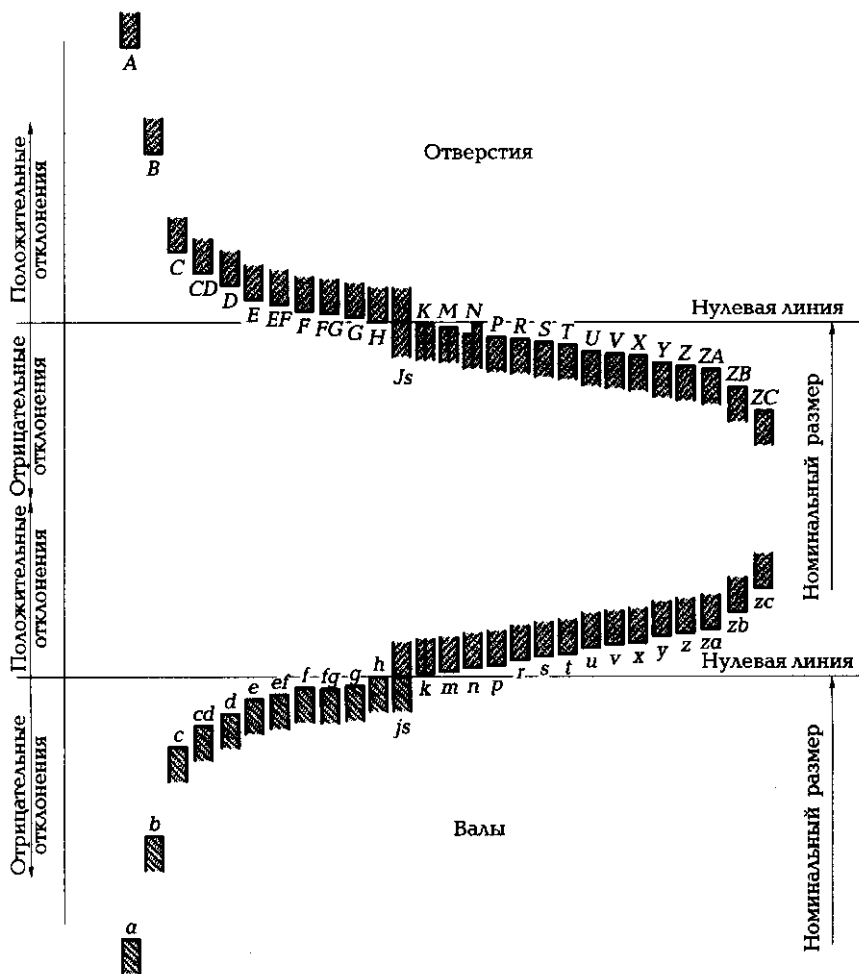 A
B
Отверстия
C
CD
D
E
EF
F
FG
G
H
Js
K
M
N
P
R
S
T
U
V
X
Y
Z
ZA
ZB
ZC
Нулевая линия
Положительные
отклонения
Отрицательные
отклонения
Номинальный размер
Положительные
отклонения
Отрицательные
отклонения
zc
zb
za
z
y
x
v
u
t
s
r
p
n
m
k
js
h
g
fg
f
ef
e
d
cd
c
b
a
Нулевая линия
Валы
Номинальный размер